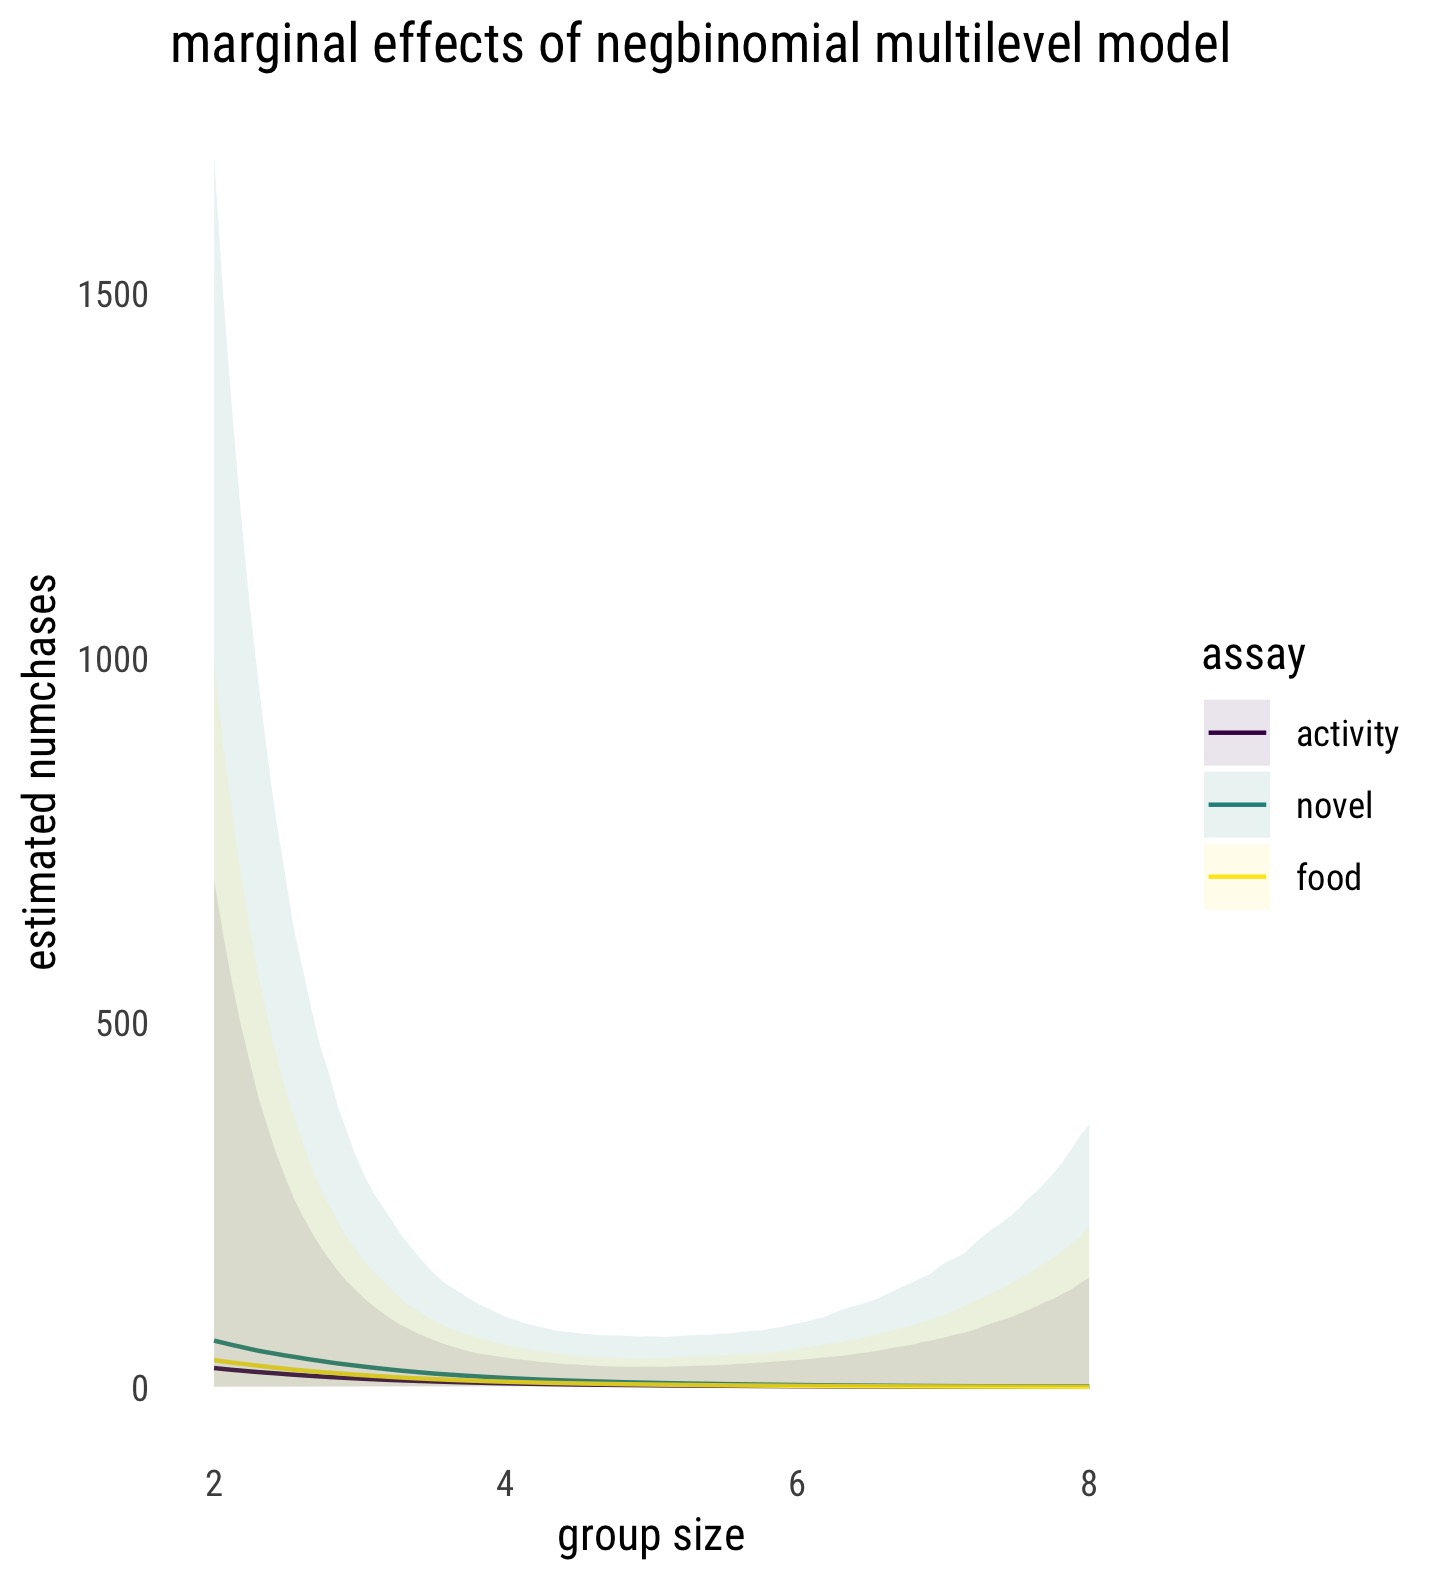 marginal effects of negbinomial multilevel model
estimated numchases
1500
1000
500
0
2 4 6 8
group size
assay
activity
novel
food